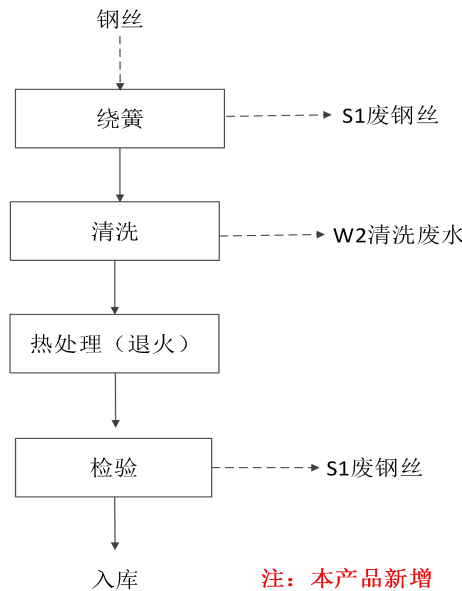 钢丝
绕簧
S1废钢丝
清洗
W2清洗废水
热处理（退火）
检验
S1废钢丝
入库
注：本产品新增